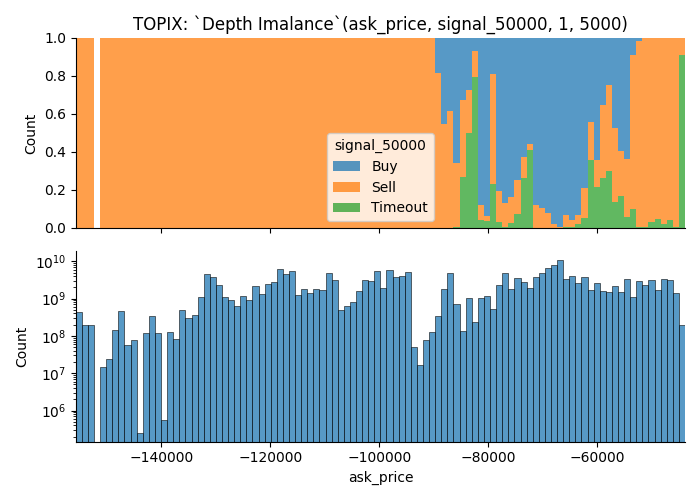 TOPIX: `Depth Imalance`(ask_price, signal_50000, 1, 5000)
1.0
0.8
0.6
0.4
0.2
0.0
Count
signal_50000
Buy
Sell
Timeout
10^10
10^9
10^8
10^7
10^6
Count
−140000 −120000 −100000 −80000 −60000
ask_price